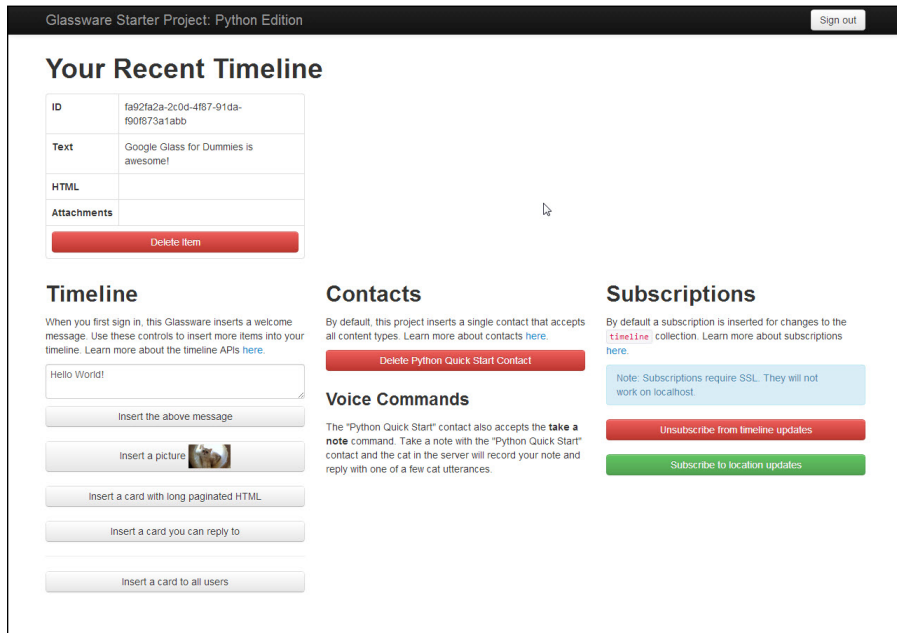 Glassware Starter Project: Python Edition
Sign out
Your Recent Timeline
ID
fa92fa2a-2c0d-4f87-91da-
f90f873a1abb
Text
Google Glass for Dummies is
awesome!
HTML
Attachments
Delete Item
Timeline
When you first sign in, this Glassware inserts a welcome
message. Use these controls to insert more items into your
timeline. Learn more about the timeline APIs here.
Hello World!
Insert the above message
Insert a picture
Insert a card with long paginated HTML
Insert a card you can reply to
Insert a card to all users
Contacts
By default, this project inserts a single contact that accepts
all content types. Learn more about contacts here.
Delete Python Quick Start Contact
Voice Commands
The "Python Quick Start" contact also accepts the take a
note command. Take a note with the "Python Quick Start"
contact and the cat in the server will record your note and
reply with one of a few cat utterances.
Subscriptions
By default a subscription is inserted for changes to the
timeline collection. Learn more about subscriptions
here.
Note: Subscriptions require SSL. They will not
work on localhost.
Unsubscribe from timeline updates
Subscribe to location updates